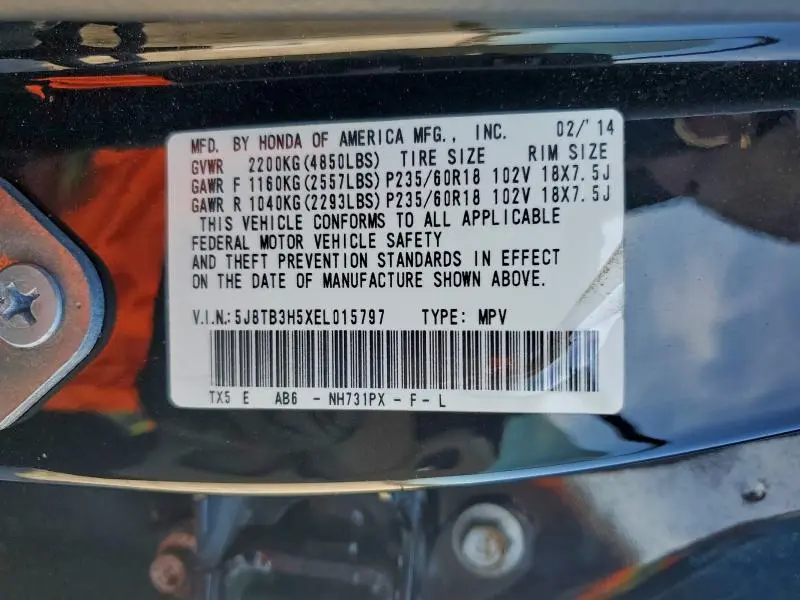 MFD. BY HONDA OF AMERICA MFG., INC. 02/'14
GVWR 2200KG(4850LBS) TIRE SIZE RIM SIZE
GAWR F 1160KG(2557LBS) P235/60R18 102V 18X7.5J
GAWR R 1040KG(2293LBS) P235/60R18 102V 18X7.5J
THIS VEHICLE CONFORMS TO ALL APPLICABLE
FEDERAL MOTOR VEHICLE SAFETY
AND THEFT PREVENTION STANDARDS IN EFFECT
ON THE DATE OF MANUFACTURE SHOWN ABOVE.
V.I.N.: 5J8TB3H5XEL015797 TYPE: MPV
TX5 E AB6 - NH731PX - F - L